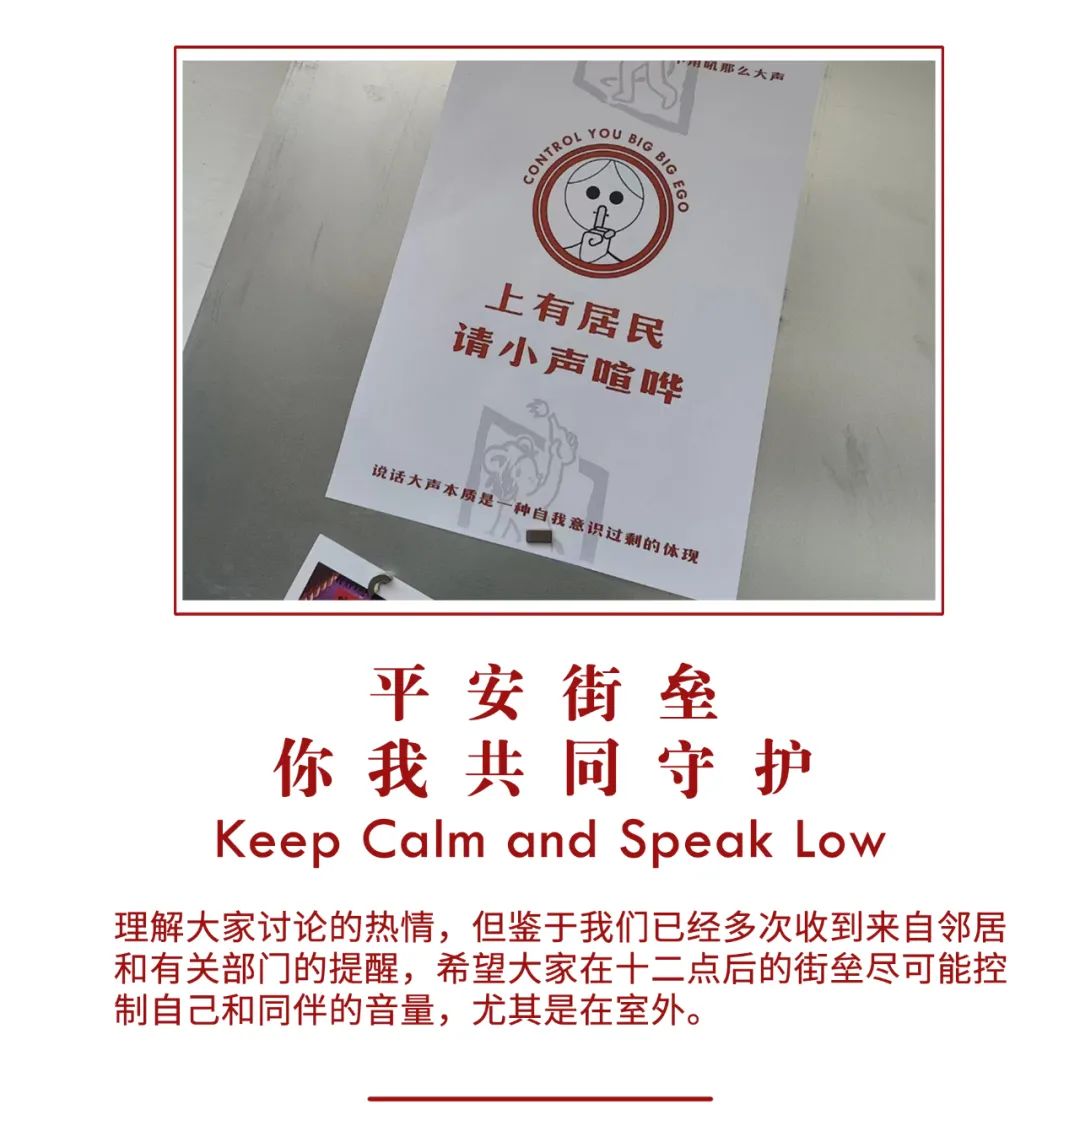 用吼那么大声
CONTROL YOU BIG BIG EGO
上有居民
请小声喧哗
说话大声本质是一种自我意识过剩的体现
平安街垒
你我共同守护
Keep Calm and Speak Low
理解大家讨论的热情，但鉴于我们已经多次收到来自邻居
和有关部门的提醒，希望大家在十二点后的街垒尽可能控
制自己和同伴的音量，尤其是在室外。